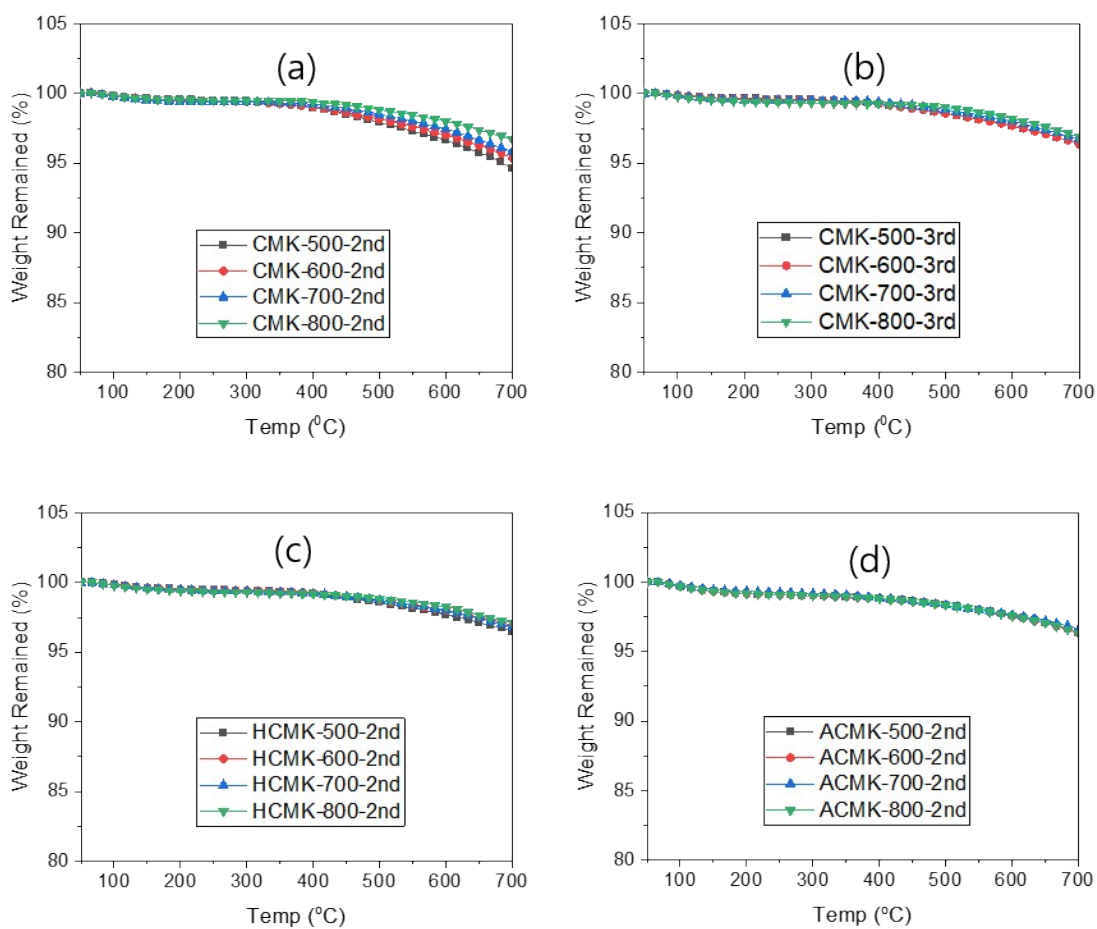 (a)
105
100
95
90
85
80
Weight Remained (%)
CMK-500-2nd
CMK-600-2nd
CMK-700-2nd
CMK-800-2nd
100 200 300 400 500 600 700
Temp (⁰C)
(b)
105
100
95
90
85
80
Weight Remained (%)
CMK-500-3rd
CMK-600-3rd
CMK-700-3rd
CMK-800-3rd
100 200 300 400 500 600 700
Temp (⁰C)
(c)
105
100
95
90
85
80
Weight Remained (%)
HCMK-500-2nd
HCMK-600-2nd
HCMK-700-2nd
HCMK-800-2nd
100 200 300 400 500 600 700
Temp (ºC)
(d)
105
100
95
90
85
80
Weight Remained (%)
ACMK-500-2nd
ACMK-600-2nd
ACMK-700-2nd
ACMK-800-2nd
100 200 300 400 500 600 700
Temp (ºC)